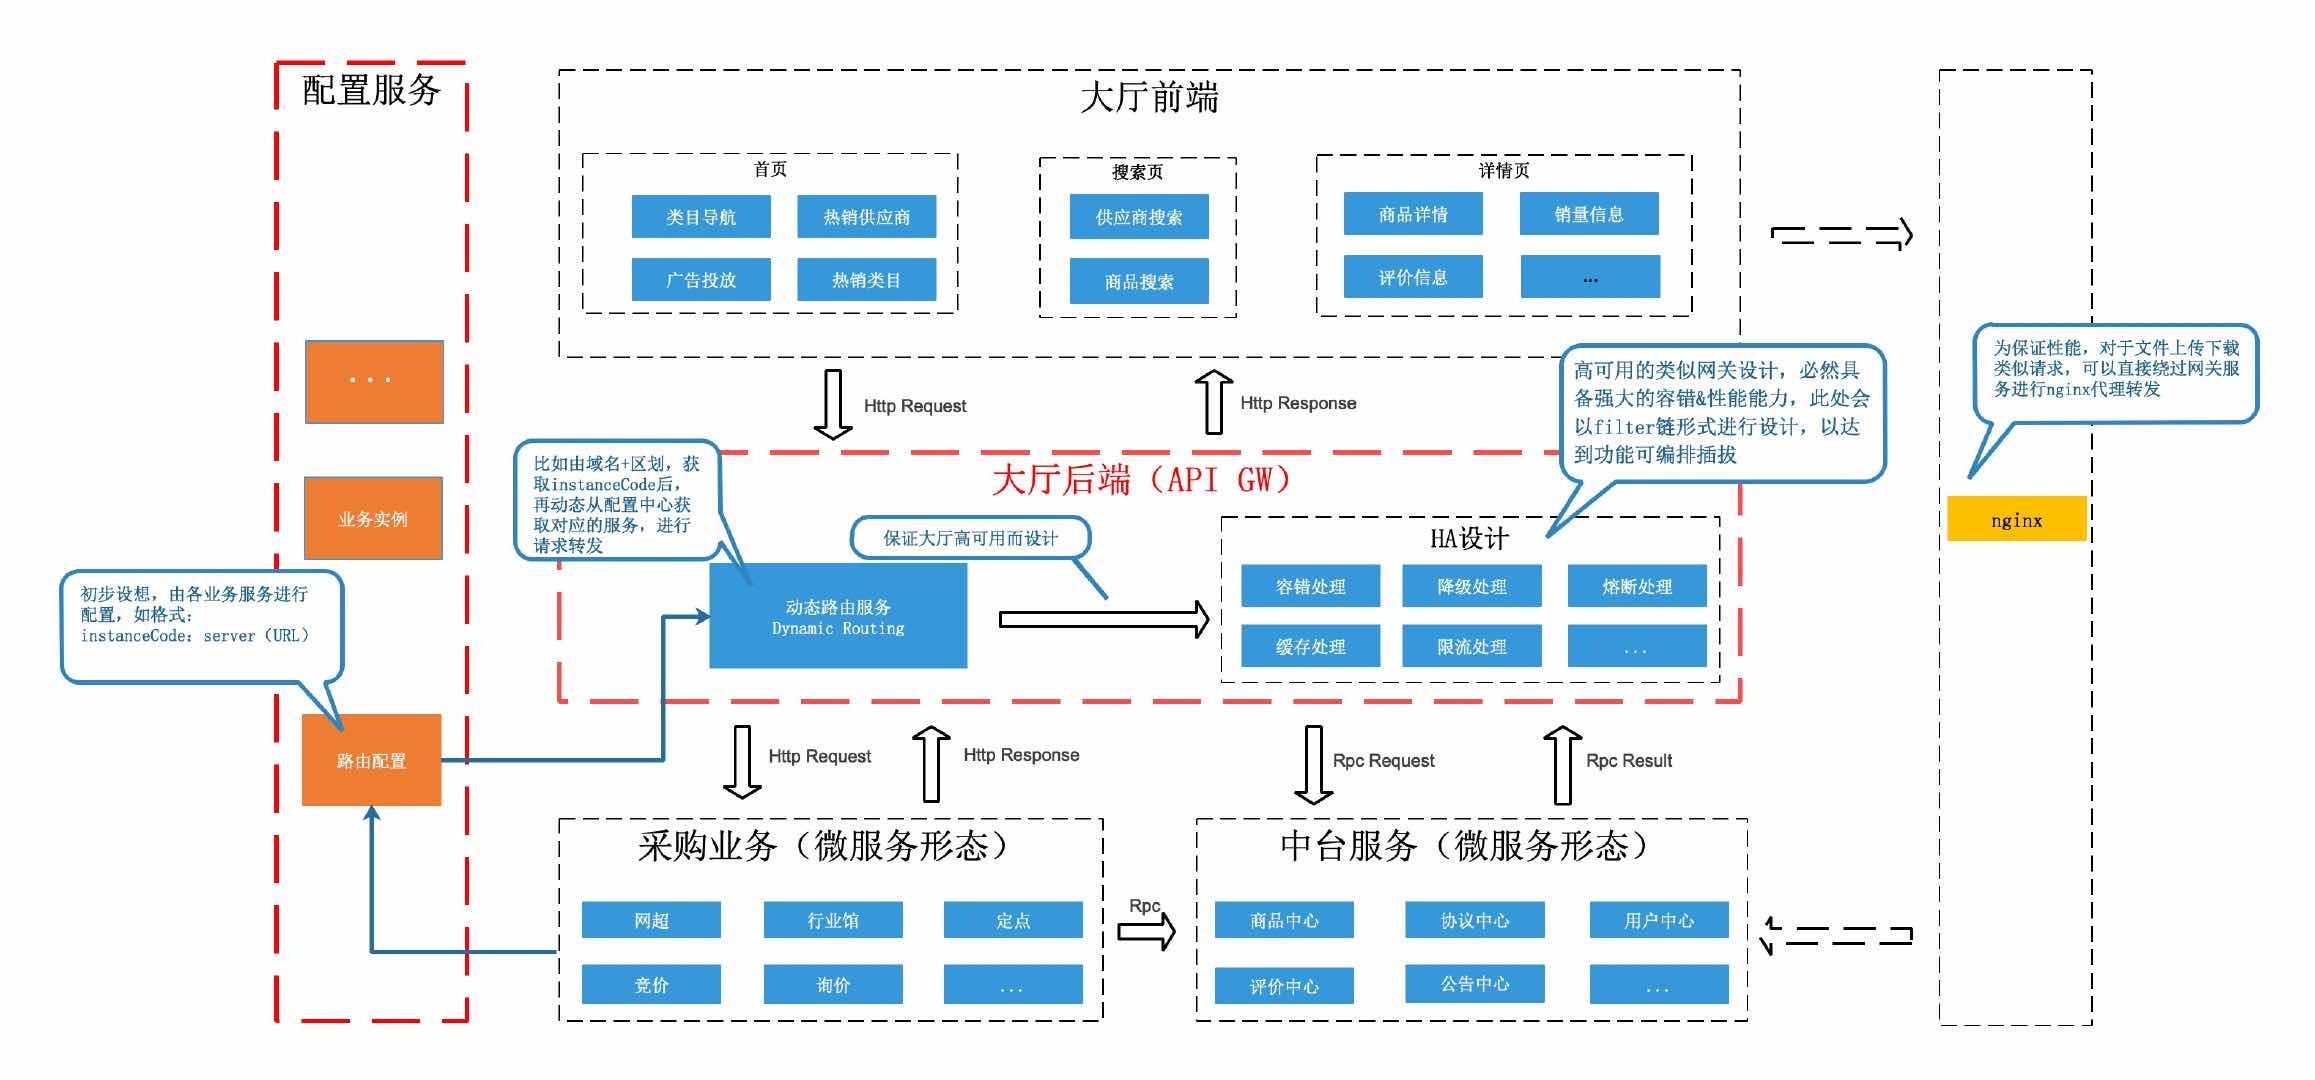 配置服务
· · ·
业务实例
初步设想，由各业务服务进行
配置，如格式：
instanceCode：server（URL）
路由配置
大厅前端
首页
类目导航
热销供应商
广告投放
热销类目
搜索页
供应商搜索
商品搜索
详情页
商品详情
销量信息
评价信息
...
Http Request
Http Response
高可用的类似网关设计，必然具
备强大的容错&性能能力，此处会
以filter链形式进行设计，以达
到功能可编排插拔
比如由域名+区划，获
取instanceCode后，
再动态从配置中心获
取对应的服务，进行
请求转发
大厅后端（API GW）
动态路由服务
Dynamic Routing
保证大厅高可用而设计
HA设计
容错处理
降级处理
熔断处理
缓存处理
限流处理
...
Http Request
Http Response
Rpc Request
Rpc Result
采购业务（微服务形态）
网超
行业馆
定点
竞价
询价
...
Rpc
中台服务（微服务形态）
商品中心
协议中心
用户中心
评价中心
公告中心
...
为保证性能，对于文件上传下载
类似请求，可以直接绕过网关服
务进行nginx代理转发
nginx